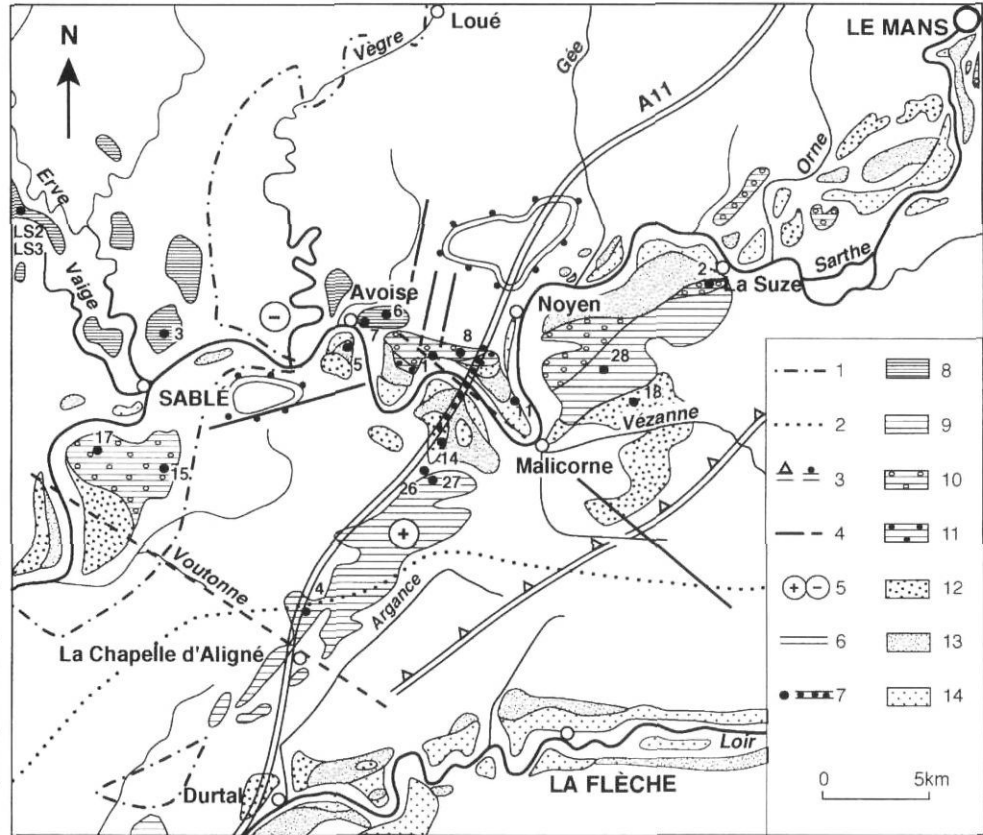 N
Loué
Vègre
Gée
A11
LE MANS
Orne
Sarthe
Erve
LS2
LS3
Vaige
3
−
Avoise
6
7
5
1
8
Noyen
2
La Suze
28
18
11
Vézanne
SABLÉ
17
15
14
Malicorne
26
27
+
Voutonne
4
Argance
La Chapelle d'Aligné
Durtal
LA FLÈCHE
Loir
1
2
3
4
+ − 5
6
7
8
9
10
11
12
13
14
0 5km